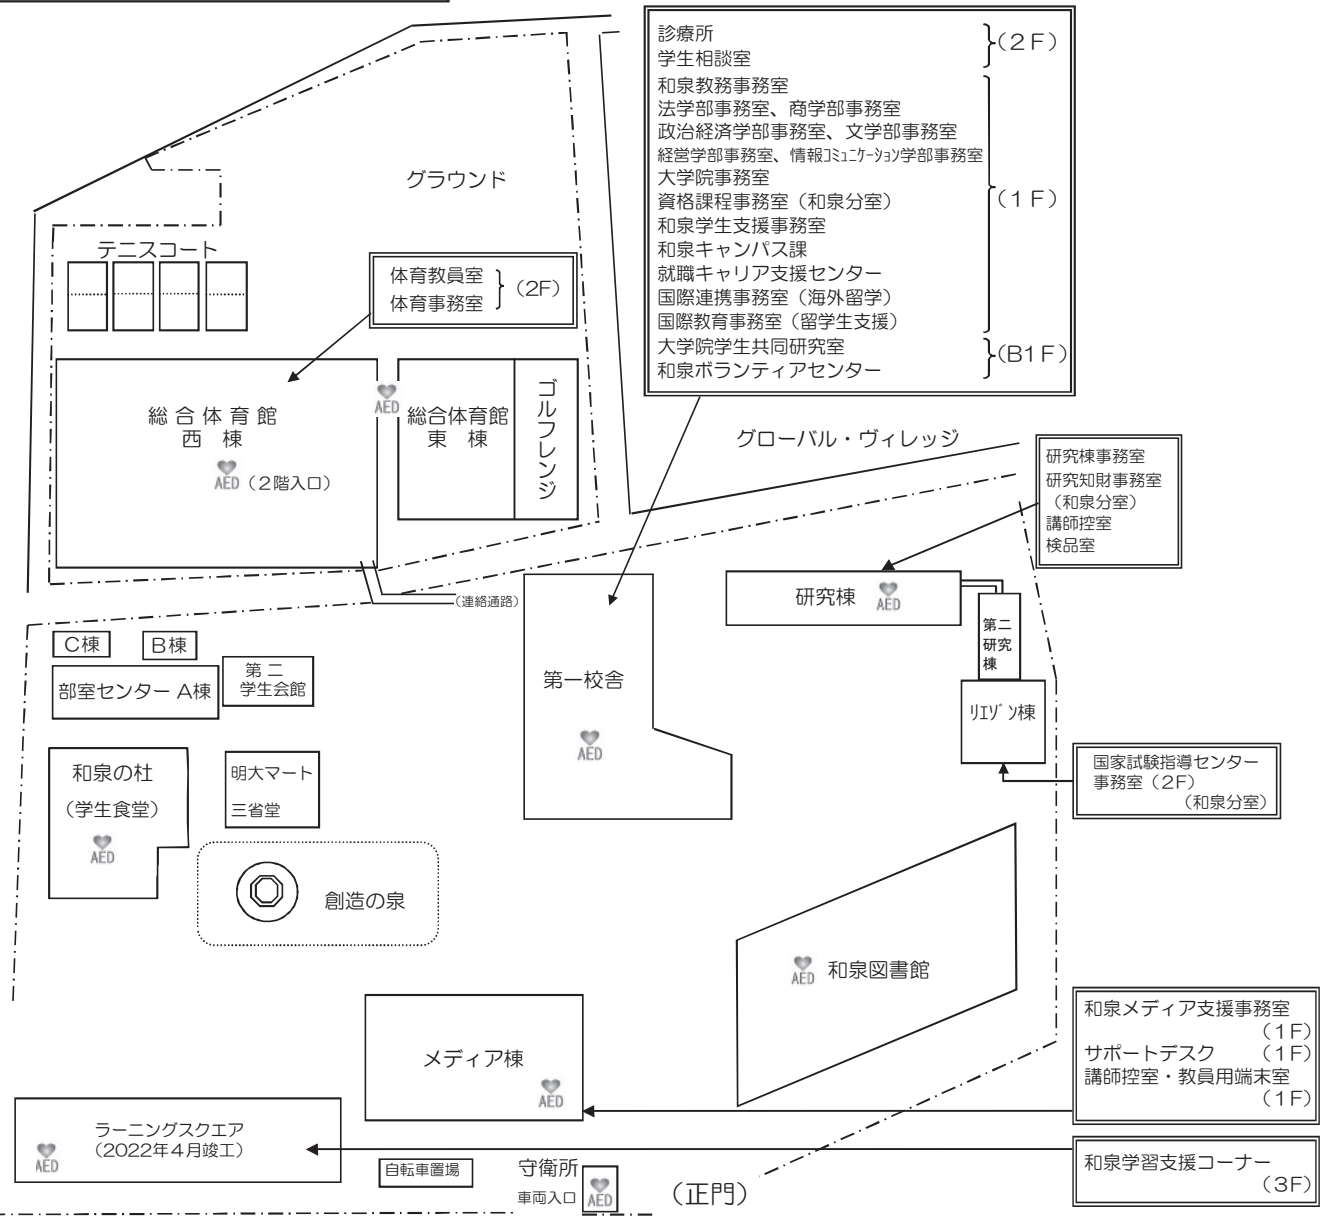 診療所
学生相談室
(2F)
和泉教務事務室
法学部事務室、商学部事務室
政治経済学部事務室、文学部事務室
経営学部事務室、情報ｺﾐｭﾆｹｰｼｮﾝ学部事務室
大学院事務室
資格課程事務室（和泉分室）
和泉学生支援事務室
和泉キャンパス課
就職キャリア支援センター
国際連携事務室（海外留学）
国際教育事務室（留学生支援）
(1F)
大学院学生共同研究室
和泉ボランティアセンター
(B1F)
グラウンド
テニスコート
体育教員室
体育事務室
(2F)
総合体育館
西棟
AED（2階入口）
AED
総合体育館
東棟
ゴルフレンジ
グローバル・ヴィレッジ
研究棟事務室
研究知財事務室
（和泉分室）
講師控室
検品室
（連絡通路）
研究棟
AED
第二
研究
棟
リエゾン棟
第一校舎
AED
C棟
B棟
部室センター A棟
第二
学生会館
国家試験指導センター
事務室（2F）
（和泉分室）
和泉の杜
（学生食堂）
AED
明大マート
三省堂
創造の泉
AED
和泉図書館
メディア棟
AED
和泉メディア支援事務室
（1F）
サポートデスク （1F）
講師控室・教員用端末室
（1F）
ラーニングスクエア
（2022年4月竣工）
AED
和泉学習支援コーナー
（3F）
自転車置場
守衛所
車両入口
AED
（正門）